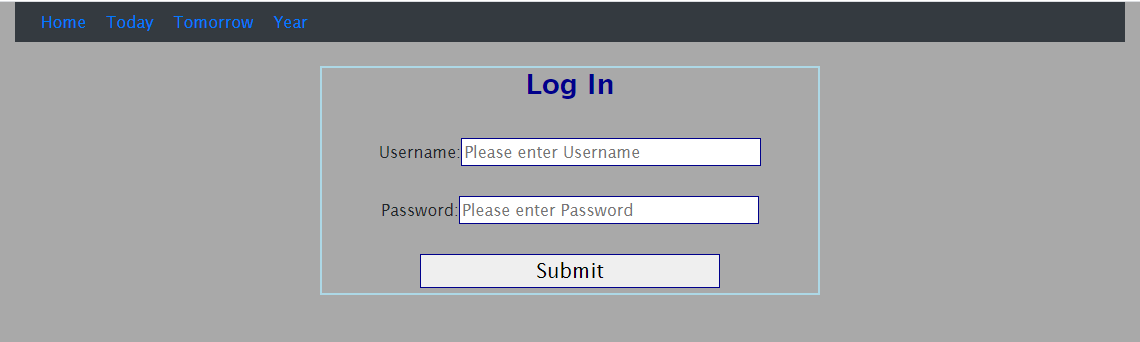 Home Today Tomorrow Year
Log In
Username: Please enter Username
Password: Please enter Password
Submit